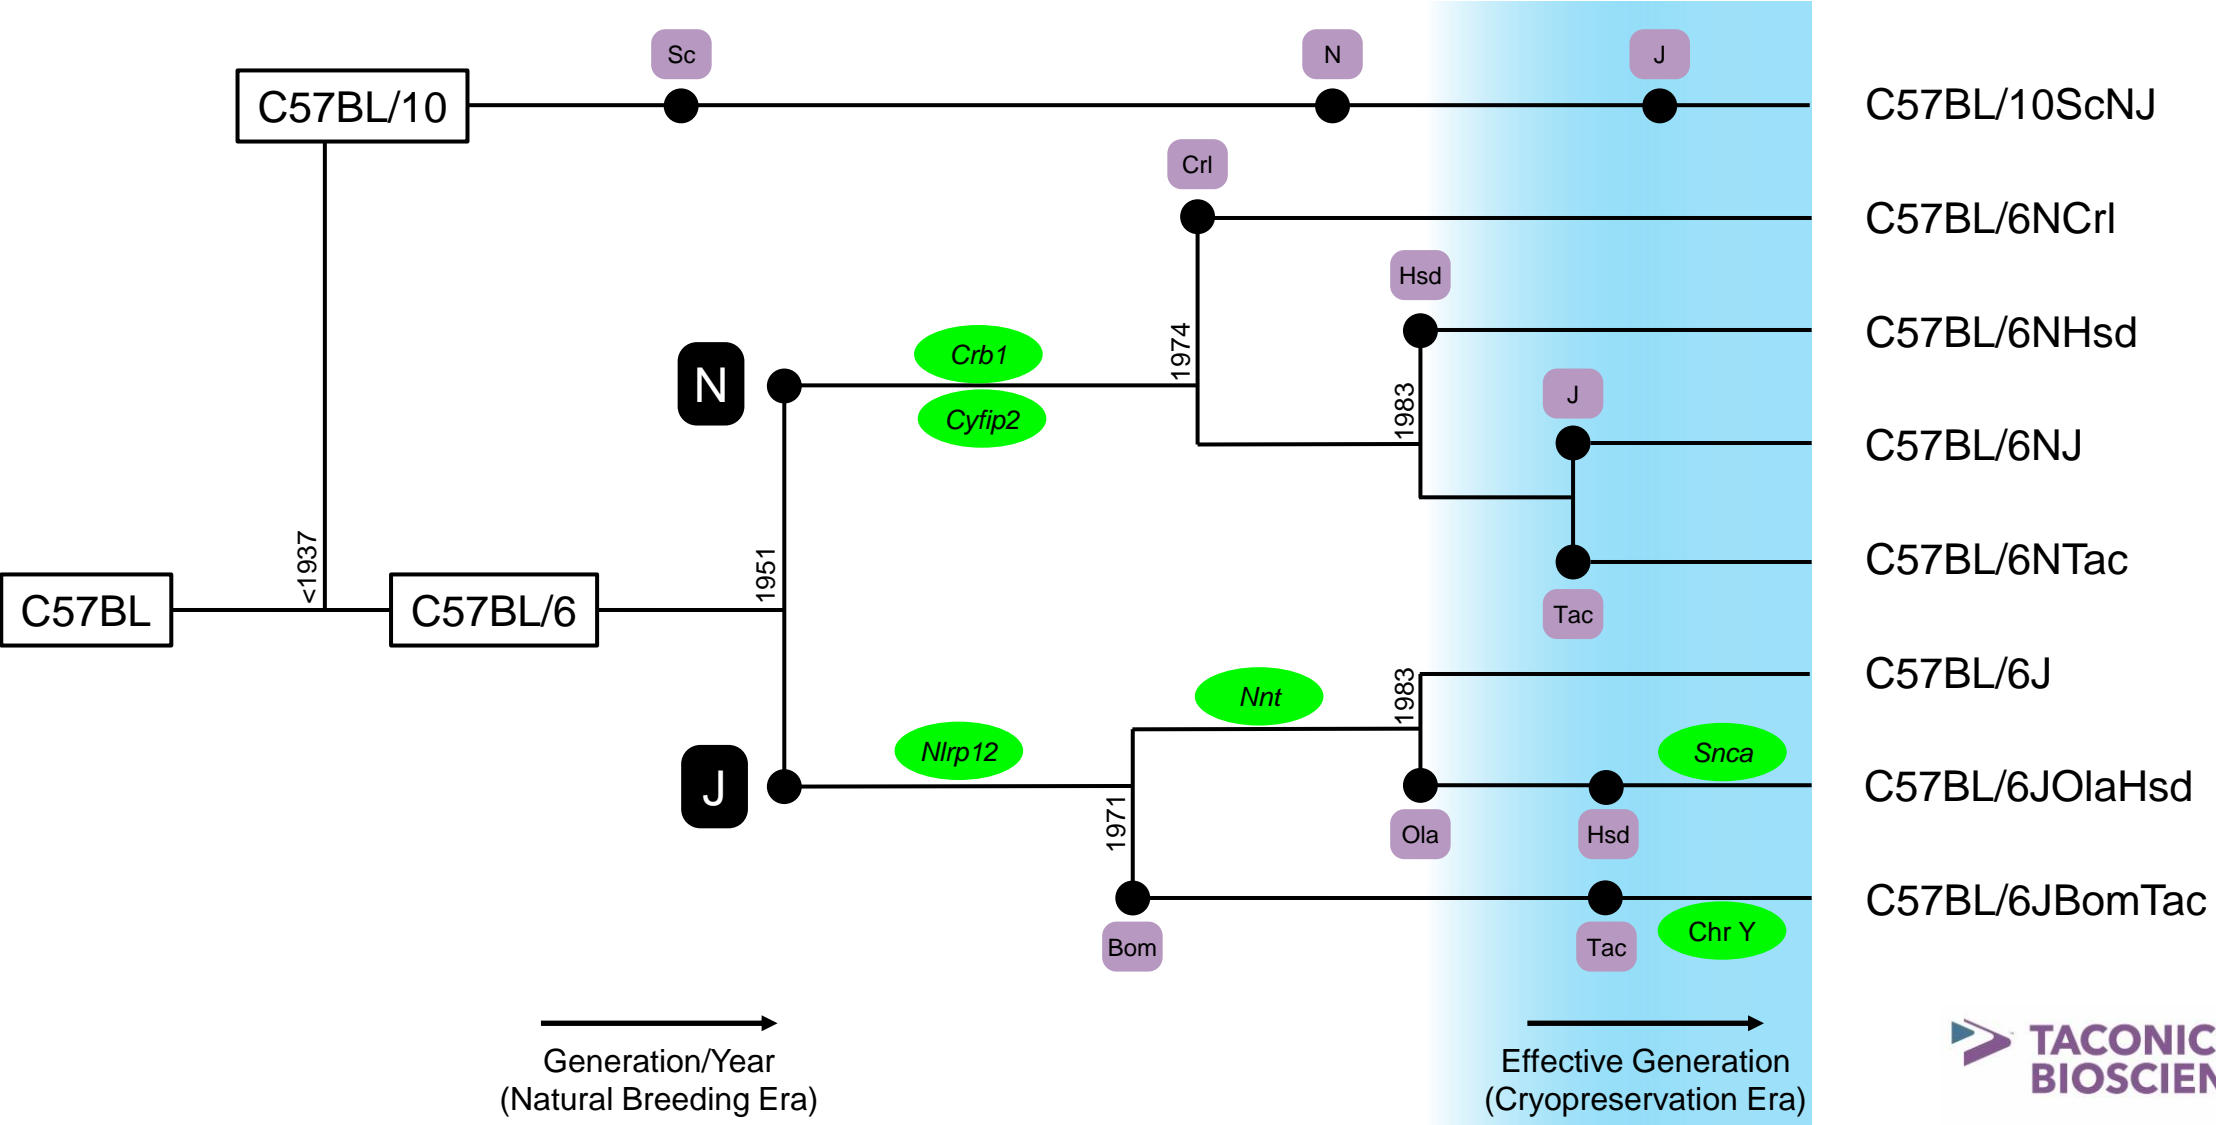 Sc
N
J
C57BL/10
C57BL/10ScNJ
Crl
C57BL/6NCrl
Hsd
C57BL/6NHsd
1974
Crb1
N
Cyfip2
1983
J
C57BL/6NJ
<1937
1951
C57BL/6NTac
C57BL
C57BL/6
Tac
C57BL/6J
Nnt
1983
Nlrp12
Snca
J
C57BL/6JOlaHsd
1971
Ola
Hsd
C57BL/6JBomTac
Bom
Tac
Chr Y
Generation/Year
(Natural Breeding Era)
Effective Generation
(Cryopreservation Era)
TACONIC
BIOSCIEN